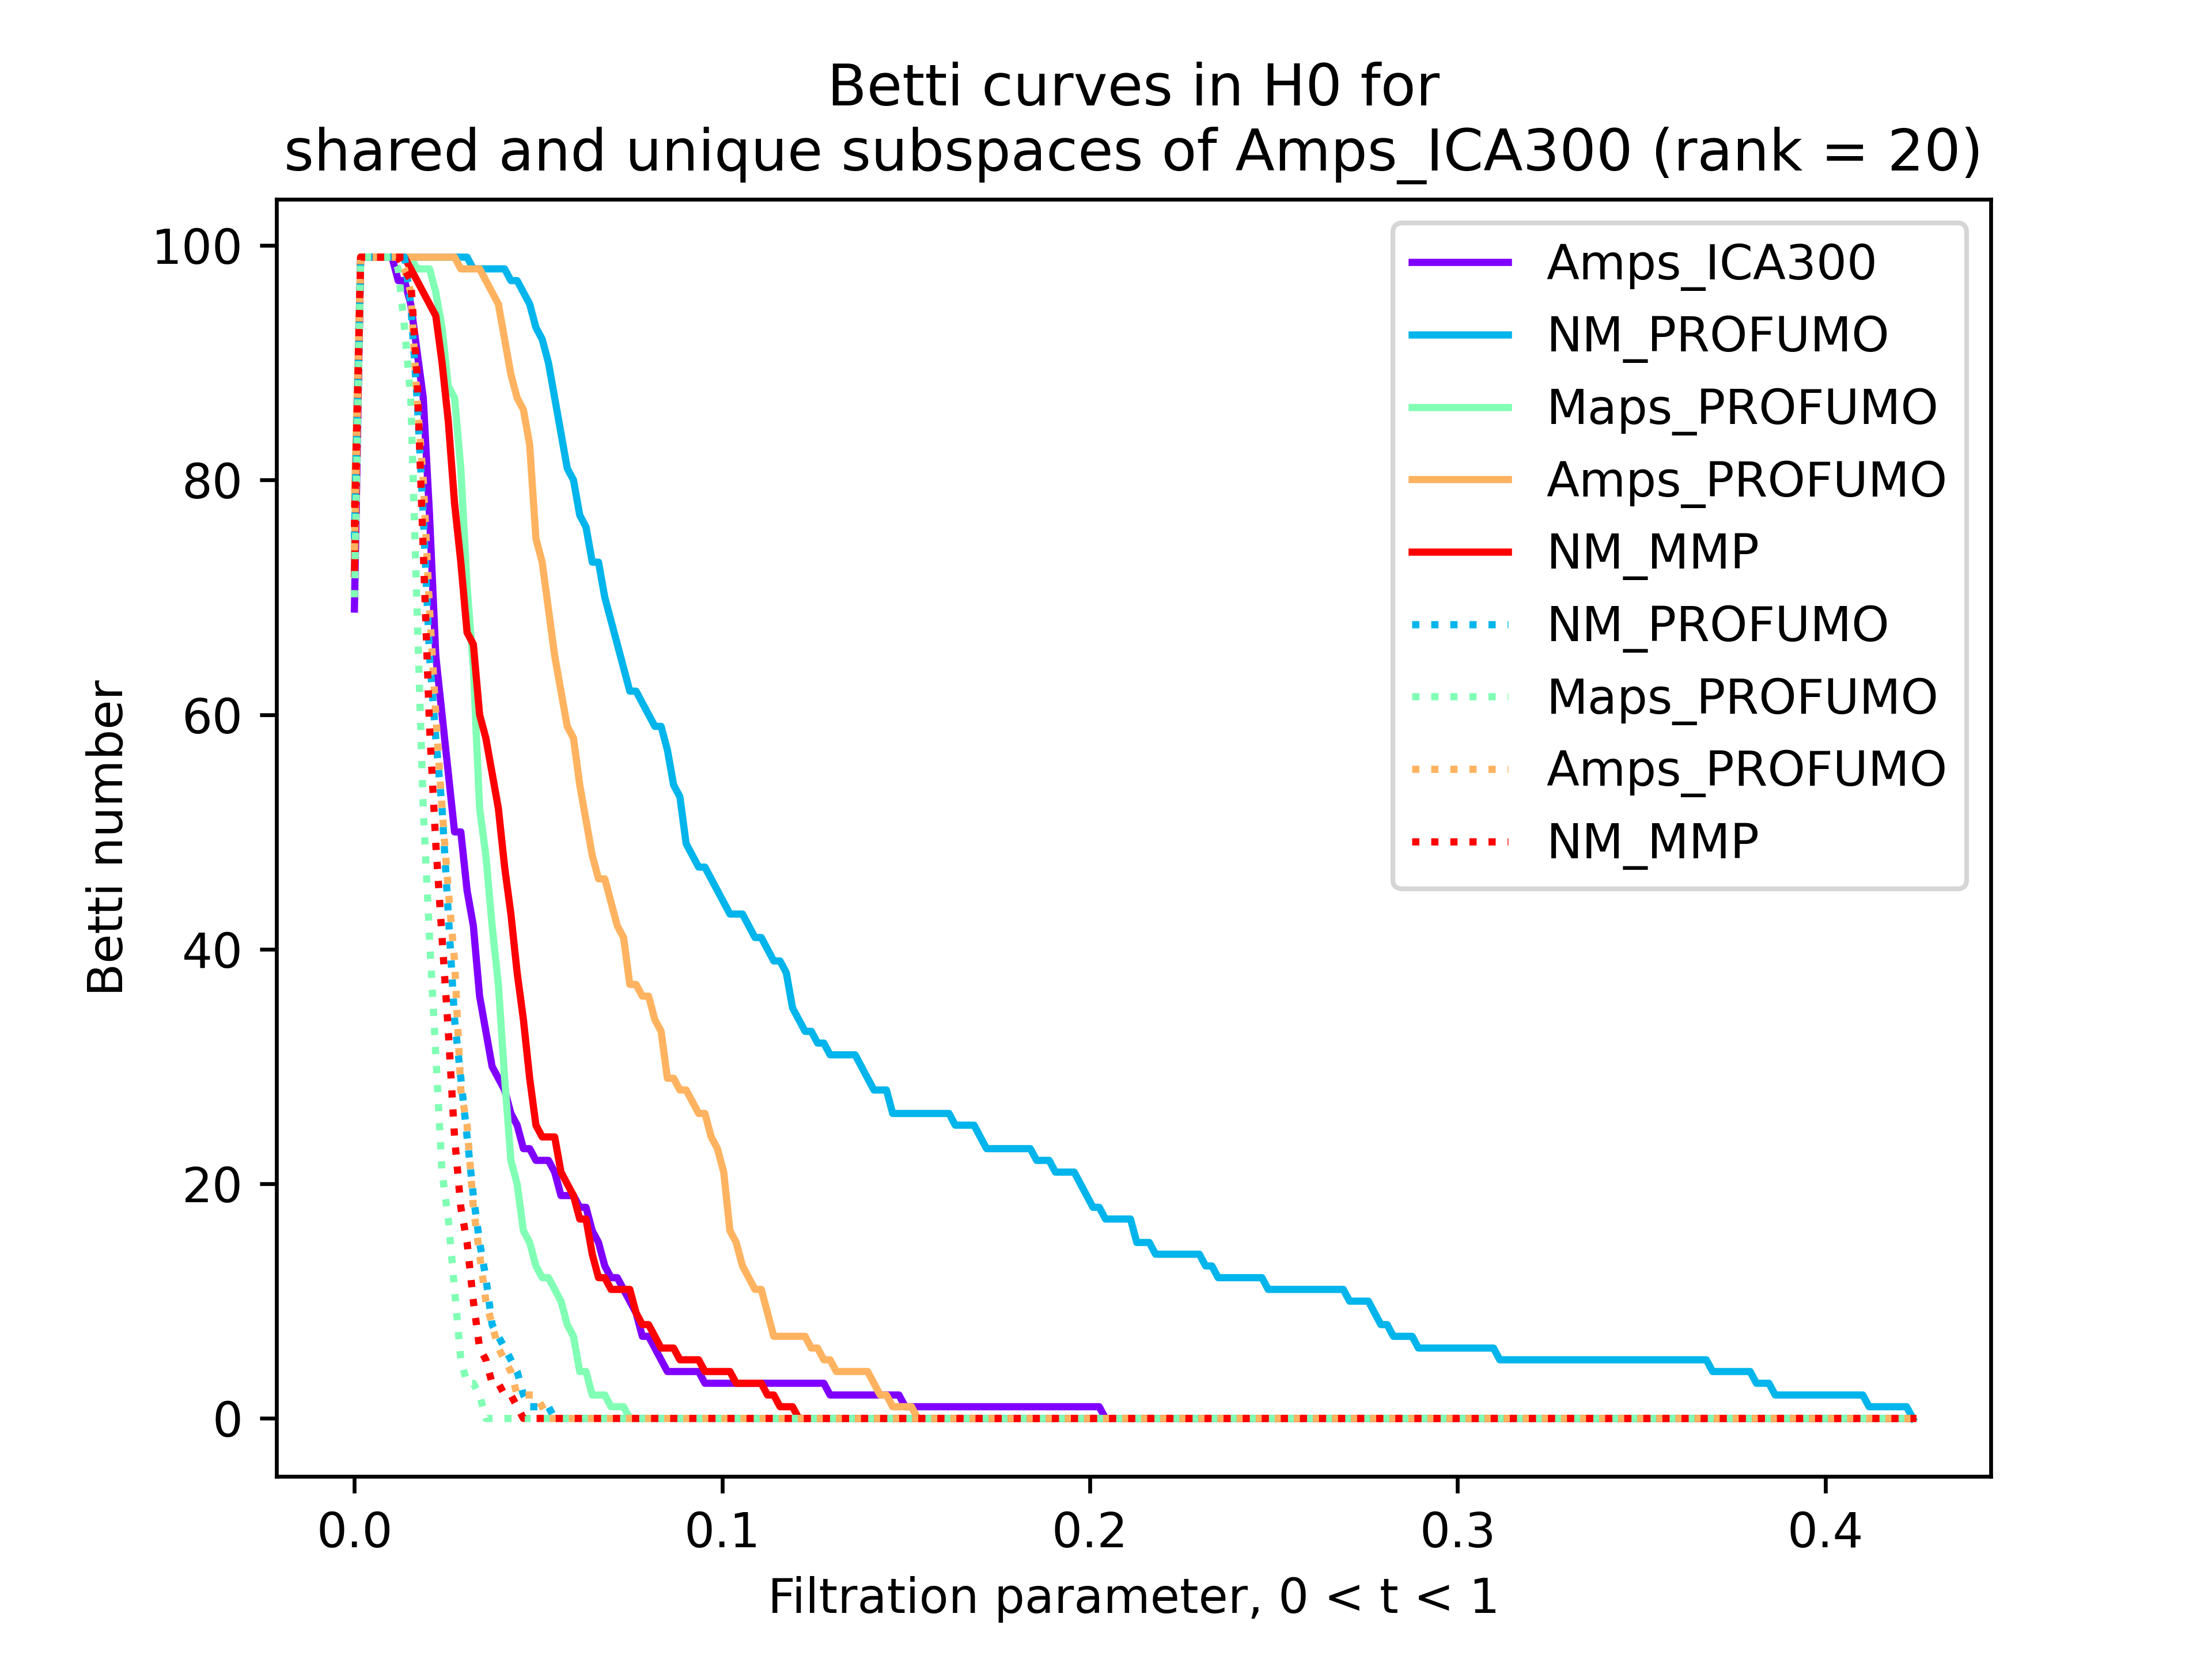 Betti curves in H0 for
shared and unique subspaces of Amps_ICA300 (rank = 20)
100
80
60
40
20
0
Betti number
Amps_ICA300
NM_PROFUMO
Maps_PROFUMO
Amps_PROFUMO
NM_MMP
NM_PROFUMO
Maps_PROFUMO
Amps_PROFUMO
NM_MMP
0.0 0.1 0.2 0.3 0.4
Filtration parameter, 0 < t < 1